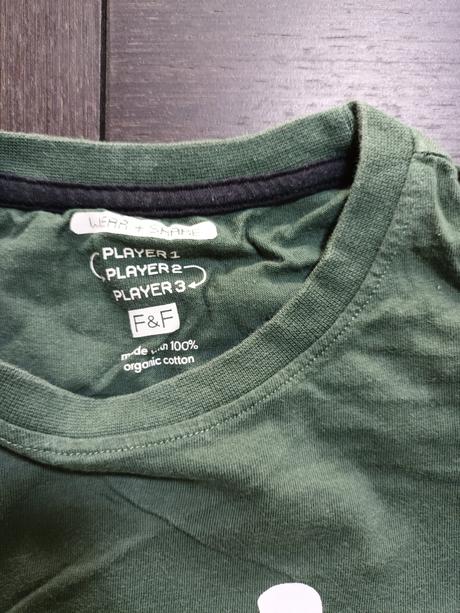 WEAR + SHARE
PLAYER 1
PLAYER 2
PLAYER 3
F&F
made with 100%
organic cotton